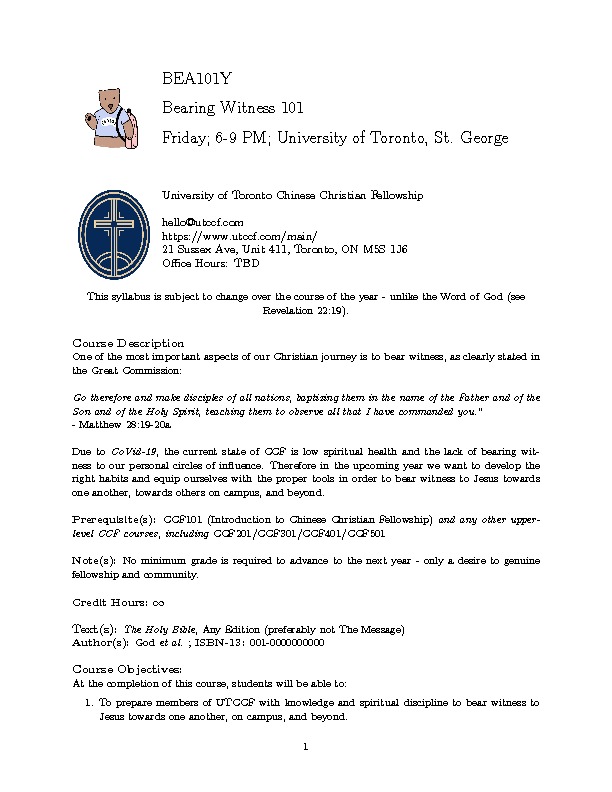 BEA101Y
Bearing Witness 101
Friday; 6-9 PM; University of Toronto, St. George
University of Toronto Chinese Christian Fellowship
hello@utccf.com
https://www.utccf.com/main/
21 Sussex Ave, Unit 411, Toronto, ON M5S 1J6
Office Hours: TBD
This syllabus is subject to change over the course of the year - unlike the Word of God (see
Revelation 22:19).
Course Description
One of the most important aspects of our Christian journey is to bear witness, as clearly stated in
the Great Commission:
Go therefore and make disciples of all nations, baptizing them in the name of the Father and of the
Son and of the Holy Spirit, teaching them to observe all that I have commanded you."
- Matthew 28:19-20a
Due to CoVid-19, the current state of CCF is low spiritual health and the lack of bearing wit-
ness to our personal circles of influence. Therefore in the upcoming year we want to develop the
right habits and equip ourselves with the proper tools in order to bear witness to Jesus towards
one another, towards others on campus, and beyond.
Prerequisite(s): CCF101 (Introduction to Chinese Christian Fellowship) and any other upper-
level CCF courses, including CCF201/CCF301/CCF401/CCF501
Note(s): No minimum grade is required to advance to the next year - only a desire to genuine
fellowship and community.
Credit Hours: ∞
Text(s): The Holy Bible, Any Edition (preferably not The Message)
Author(s): God et al. ; ISBN-13: 001-0000000000
Course Objectives:
At the completion of this course, students will be able to:
1. To prepare members of UTCCF with knowledge and spiritual discipline to bear witness to
Jesus towards one another, on campus, and beyond.
1